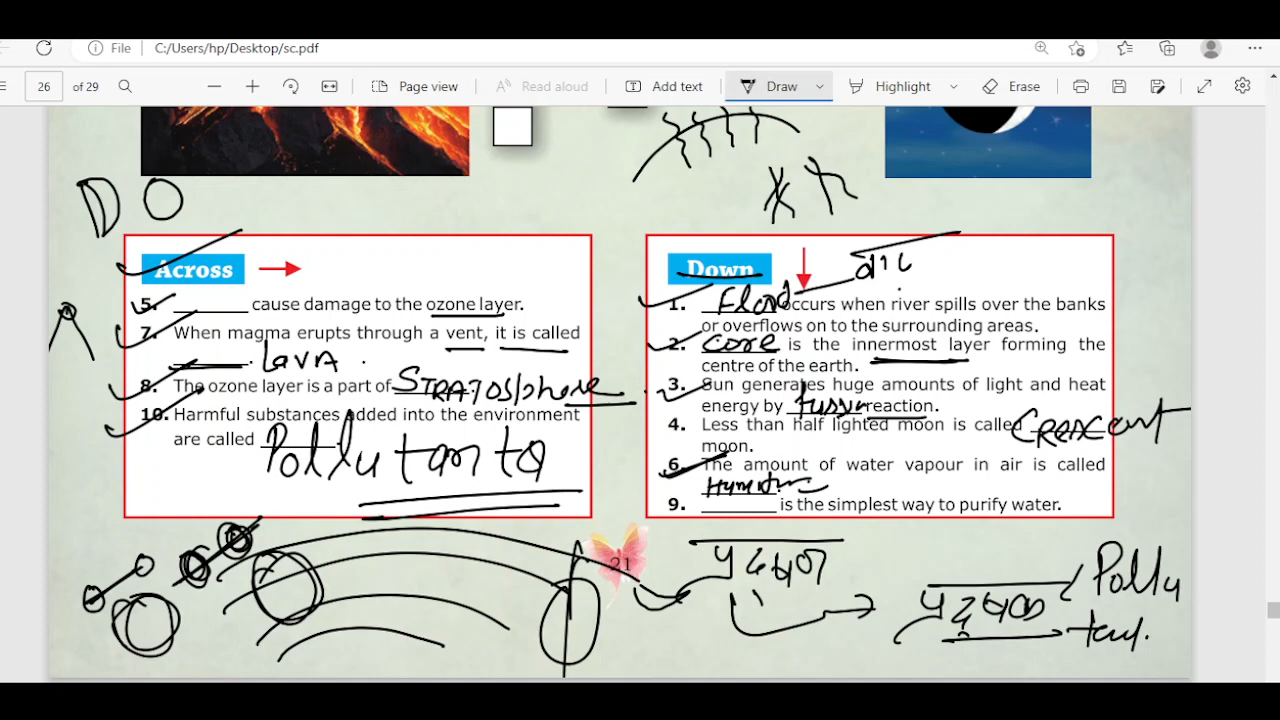 File C:/Users/hp/Desktop/sc.pdf
26 of 29 Page view Read aloud Add text Draw Highlight Erase
D O
Across
5. ________ cause damage to the ozone layer.
7. When magma erupts through a vent, it is called
________. LAVA.
8. The ozone layer is a part of
10. Harmful substances added into the environment
are called ________.
Down
1. Flood occurs when river spills over the banks
or overflows on to the surrounding areas.
2. core is the innermost layer forming the
centre of the earth.
3. Sun generates huge amounts of light and heat
energy by reaction.
4. Less than half lighted moon is called
moon.
6. The amount of water vapour in air is called
9. ________ is the simplest way to purify water.
21
Pollu